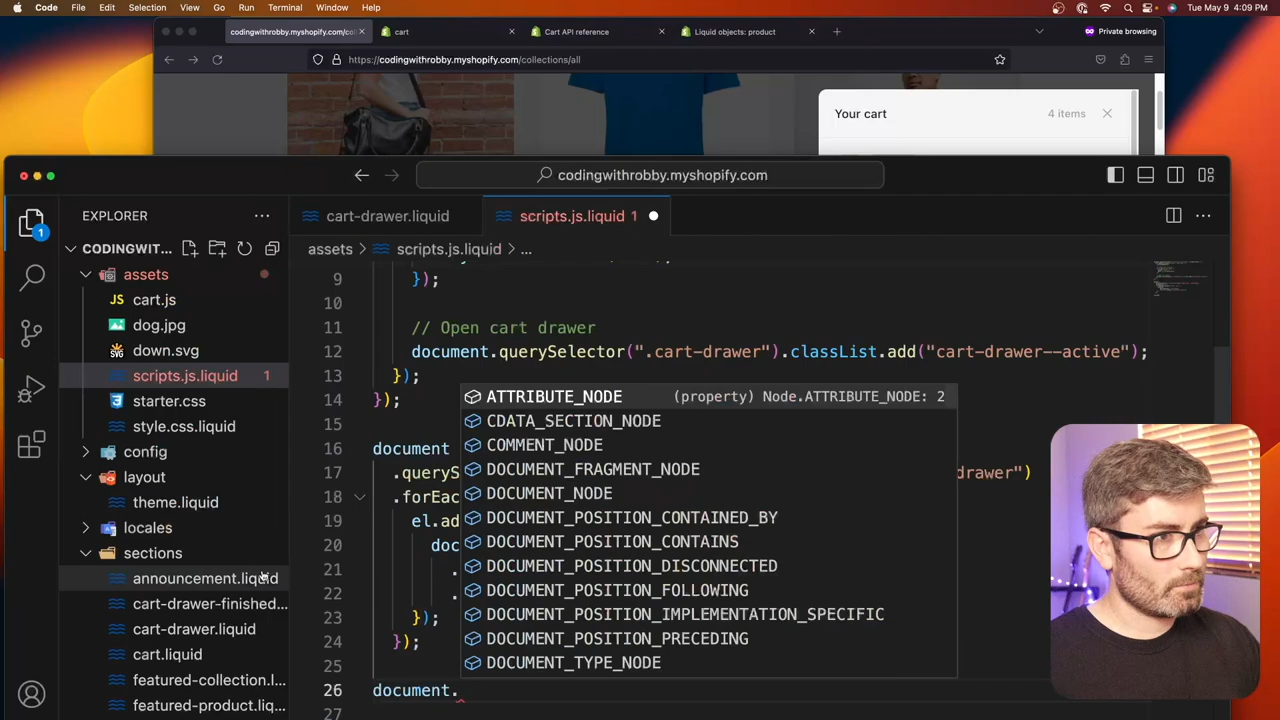 Code File Edit Selection View Go Run Terminal Window Help
Tue May 9 4:09 PM
codingwithrobby.myshopify.com/coll
cart
Cart API reference
Liquid objects: product
Private browsing
https://codingwithrobby.myshopify.com/collections/all
Your cart
4 items
codingwithrobby.myshopify.com
EXPLORER
cart-drawer.liquid
scripts.js.liquid 1
CODINGWIT...
assets > scripts.js.liquid > ...
1
assets
cart.js
dog.jpg
down.svg
scripts.js.liquid 1
starter.css
style.css.liquid
config
layout
theme.liquid
locales
sections
announcement.liquid
cart-drawer-finished...
cart-drawer.liquid
cart.liquid
featured-collection.l...
featured-product.liq...
9 });
10
11 // Open cart drawer
12 document.querySelector(".cart-drawer").classList.add("cart-drawer--active");
13 });
14 });
15
16 document
17 .queryS
drawer")
18 .forEac
19 el.ad
20 doc
21 .
22 .
23 });
24 });
25
26 document.
27
ATTRIBUTE_NODE (property) Node.ATTRIBUTE_NODE: 2
CDATA_SECTION_NODE
COMMENT_NODE
DOCUMENT_FRAGMENT_NODE
DOCUMENT_NODE
DOCUMENT_POSITION_CONTAINED_BY
DOCUMENT_POSITION_CONTAINS
DOCUMENT_POSITION_DISCONNECTED
DOCUMENT_POSITION_FOLLOWING
DOCUMENT_POSITION_IMPLEMENTATION_SPECIFIC
DOCUMENT_POSITION_PRECEDING
DOCUMENT_TYPE_NODE